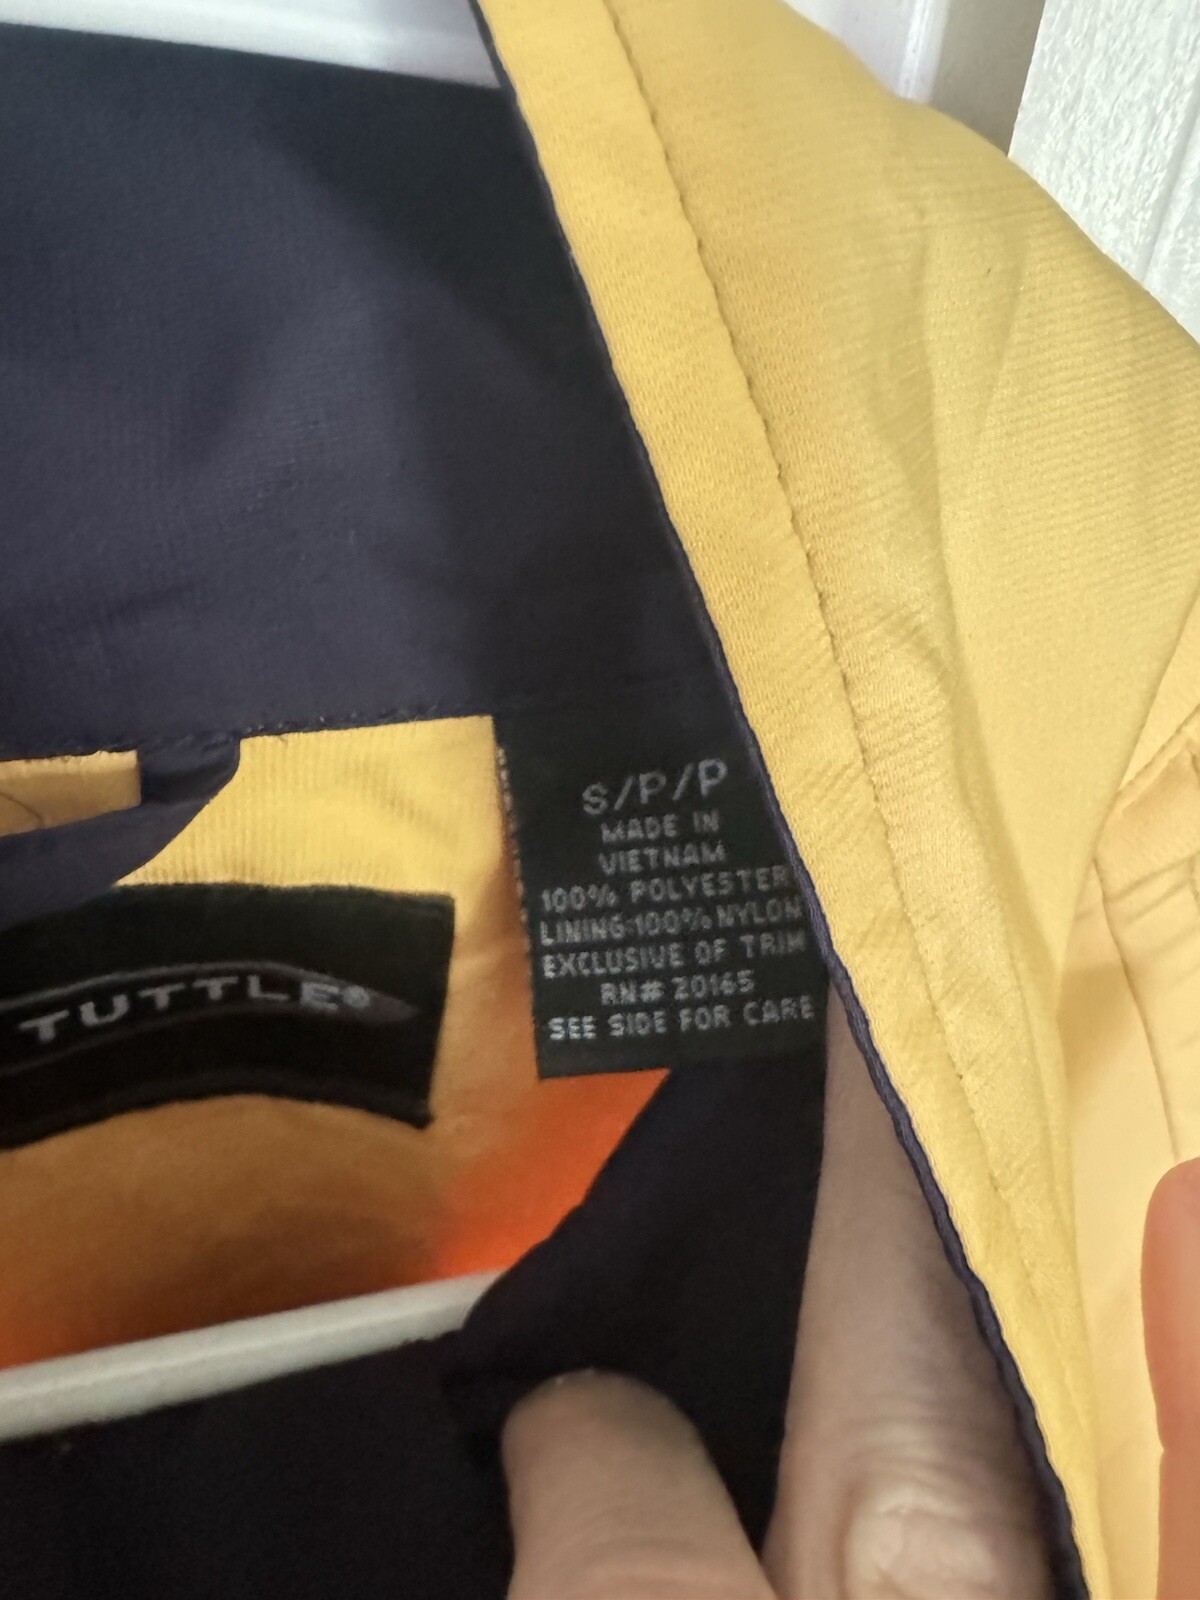 S/P/P
MADE IN
VIETNAM
100% POLYESTER
LINING:100% NYLON
EXCLUSIVE OF TRIM
RN# 20165
SEE SIDE FOR CARE
TUTTLE®